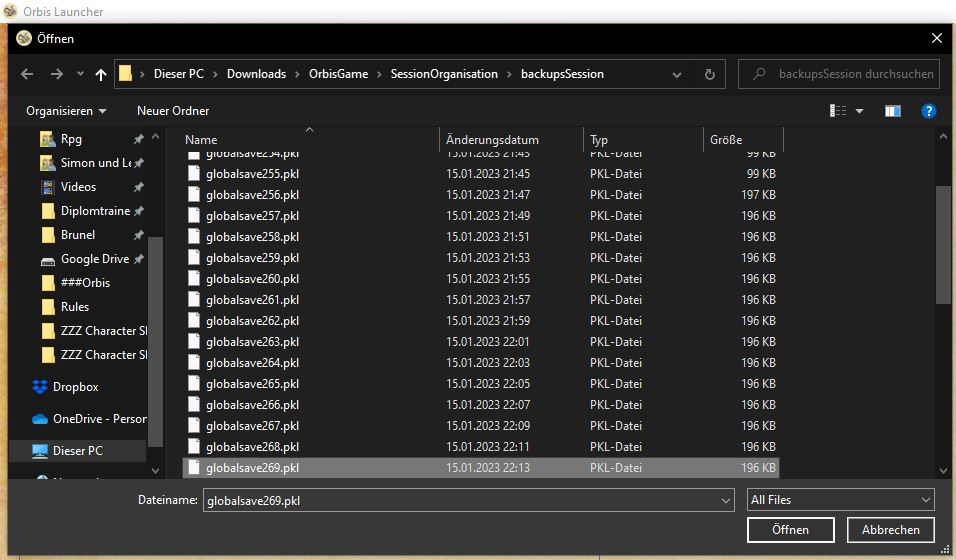 Orbis Launcher
Öffnen
Dieser PC > Downloads > OrbisGame > SessionOrganisation > backupsSession
backupsSession durchsuchen
Organisieren Neuer Ordner
Name Änderungsdatum Typ Größe
Rpg
Simon und Le
Videos
Diplomtraine
Brunel
Google Drive
###Orbis
Rules
ZZZ Character Sl
ZZZ Character Sl
Dropbox
OneDrive - Person
Dieser PC
globalsave254.pkl 15.01.2023 21:43 PKL-Datei 99 KB
globalsave255.pkl 15.01.2023 21:45 PKL-Datei 99 KB
globalsave256.pkl 15.01.2023 21:47 PKL-Datei 197 KB
globalsave257.pkl 15.01.2023 21:49 PKL-Datei 196 KB
globalsave258.pkl 15.01.2023 21:51 PKL-Datei 196 KB
globalsave259.pkl 15.01.2023 21:53 PKL-Datei 196 KB
globalsave260.pkl 15.01.2023 21:55 PKL-Datei 196 KB
globalsave261.pkl 15.01.2023 21:57 PKL-Datei 196 KB
globalsave262.pkl 15.01.2023 21:59 PKL-Datei 196 KB
globalsave263.pkl 15.01.2023 22:01 PKL-Datei 196 KB
globalsave264.pkl 15.01.2023 22:03 PKL-Datei 196 KB
globalsave265.pkl 15.01.2023 22:05 PKL-Datei 196 KB
globalsave266.pkl 15.01.2023 22:07 PKL-Datei 196 KB
globalsave267.pkl 15.01.2023 22:09 PKL-Datei 196 KB
globalsave268.pkl 15.01.2023 22:11 PKL-Datei 196 KB
globalsave269.pkl 15.01.2023 22:13 PKL-Datei 196 KB
Dateiname: globalsave269.pkl All Files
Öffnen Abbrechen